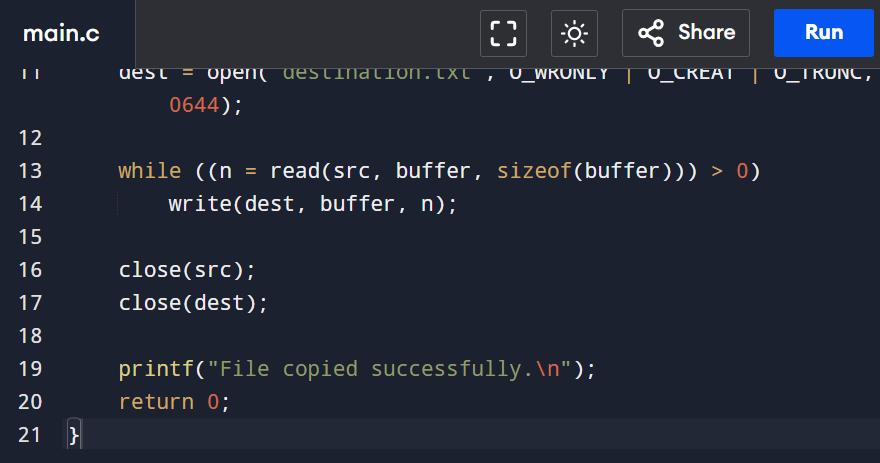 main.c Share Run
11 dest = open("destination.txt", O_WRONLY | O_CREAT | O_TRUNC,
0644);
12
13 while ((n = read(src, buffer, sizeof(buffer))) > 0)
14 write(dest, buffer, n);
15
16 close(src);
17 close(dest);
18
19 printf("File copied successfully.\n");
20 return 0;
21 }